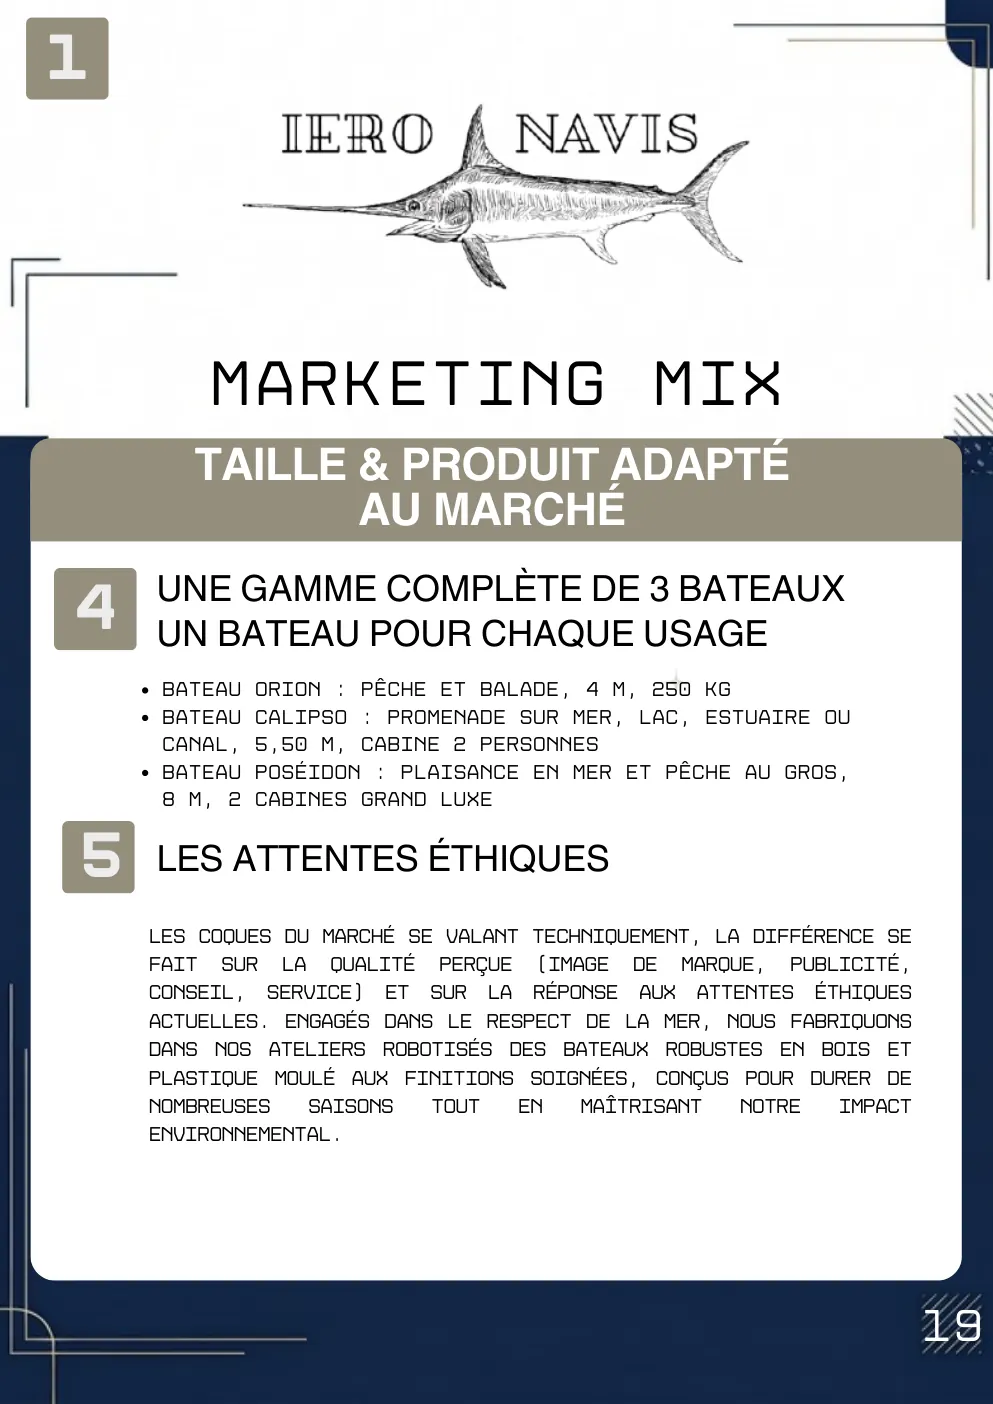 1
IERO NAVIS
MARKETING MIX
TAILLE & PRODUIT ADAPTÉ
AU MARCHÉ
4
UNE GAMME COMPLÈTE DE 3 BATEAUX
UN BATEAU POUR CHAQUE USAGE
• BATEAU ORION : PÊCHE ET BALADE, 4 M, 250 KG
• BATEAU CALIPSO : PROMENADE SUR MER, LAC, ESTUAIRE OU
CANAL, 5,50 M, CABINE 2 PERSONNES
• BATEAU POSÉIDON : PLAISANCE EN MER ET PÊCHE AU GROS,
8 M, 2 CABINES GRAND LUXE
5
LES ATTENTES ÉTHIQUES
LES COQUES DU MARCHÉ SE VALANT TECHNIQUEMENT, LA DIFFÉRENCE SE
FAIT SUR LA QUALITÉ PERÇUE (IMAGE DE MARQUE, PUBLICITÉ,
CONSEIL, SERVICE) ET SUR LA RÉPONSE AUX ATTENTES ÉTHIQUES
ACTUELLES. ENGAGÉS DANS LE RESPECT DE LA MER, NOUS FABRIQUONS
DANS NOS ATELIERS ROBOTISÉS DES BATEAUX ROBUSTES EN BOIS ET
PLASTIQUE MOULÉ AUX FINITIONS SOIGNÉES, CONÇUS POUR DURER DE
NOMBREUSES SAISONS TOUT EN MAÎTRISANT NOTRE IMPACT
ENVIRONNEMENTAL.
19